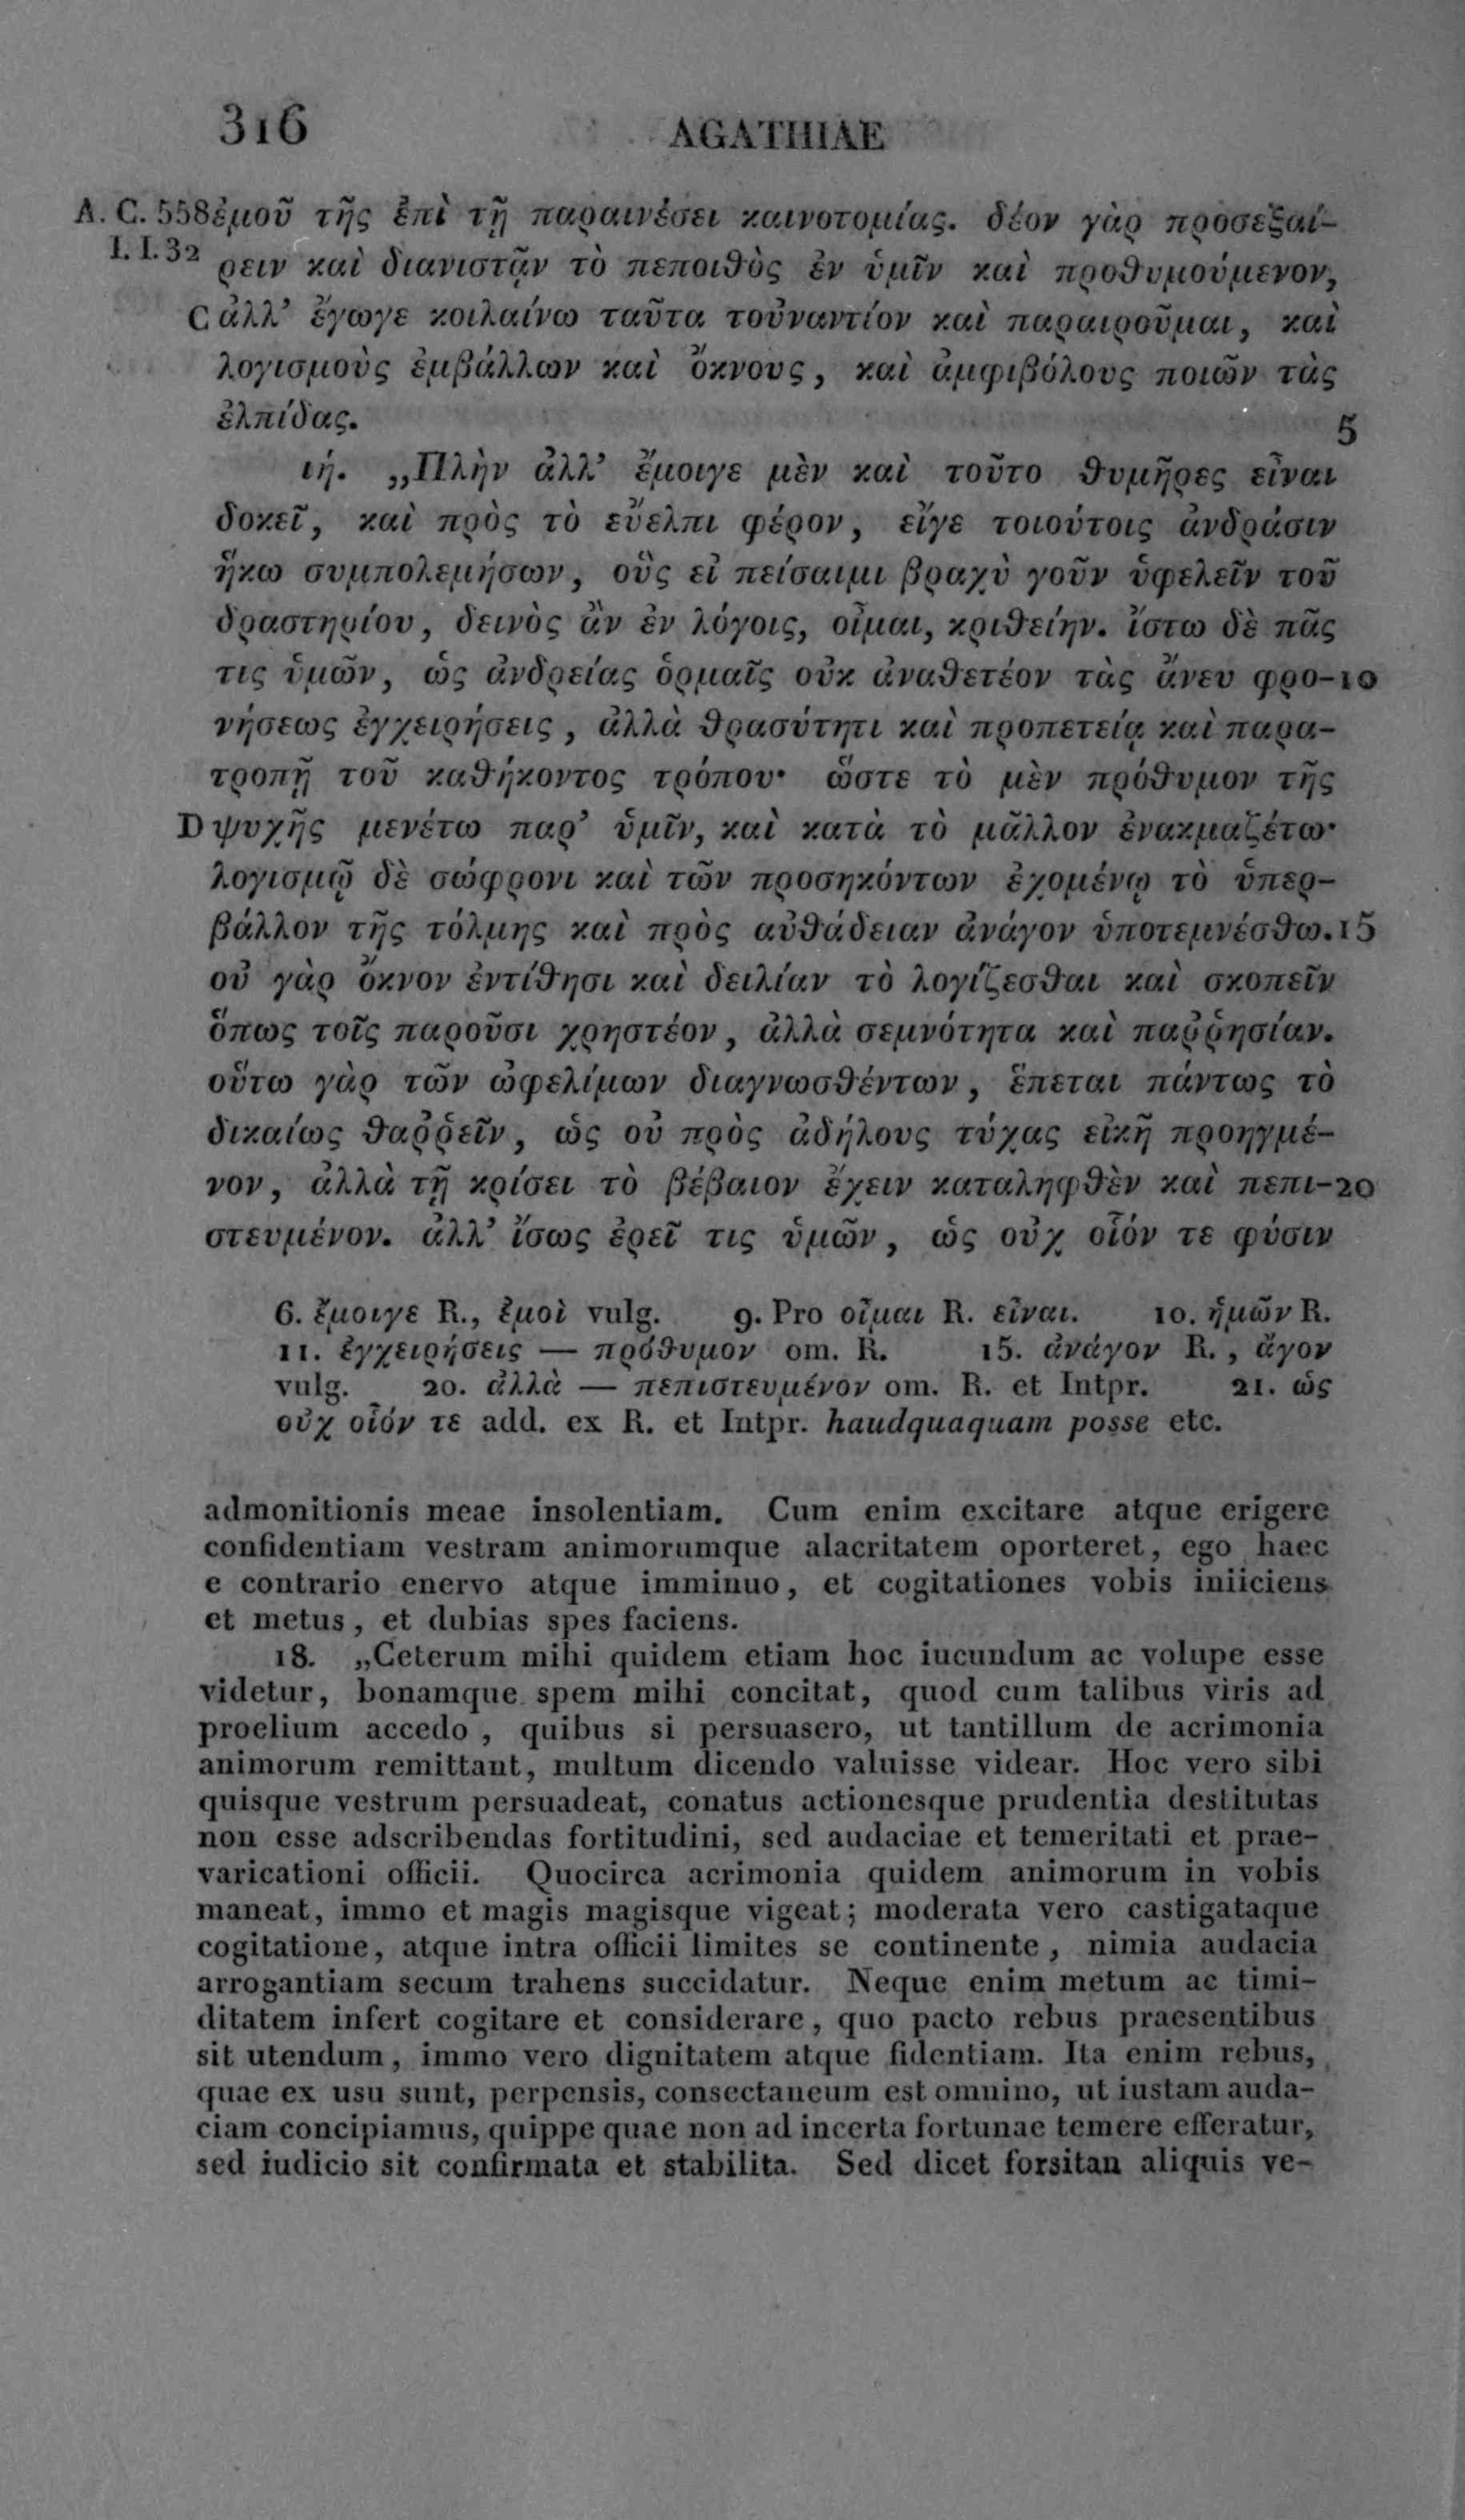 316 AGATHIAE
A. C. 558 ἐμοῦ τῆς ἐπὶ τῇ παραινέσει καινοτομίας. δέον γὰρ προσεξαί-
I. I. 32 ρειν καὶ διανιστᾷν τὸ πεποιθὸς ἐν ὑμῖν καὶ προθυμούμενον,
C ἀλλ’ ἔγωγε κοιλαίνω ταῦτα τοὐναντίον καὶ παραιροῦμαι, καὶ
λογισμοὺς ἐμβάλλων καὶ ὄκνους, καὶ ἀμφιβόλους ποιῶν τὰς
ἐλπίδας. 5
ιή. „Πλὴν ἀλλ’ ἔμοιγε μὲν καὶ τοῦτο θυμῆρες εἶναι
δοκεῖ, καὶ πρὸς τὸ εὔελπι φέρον, εἴγε τοιούτοις ἀνδράσιν
ἥκω συμπολεμήσων, οὓς εἰ πείσαιμι βραχὺ γοῦν ὑφελεῖν τοῦ
δραστηρίου, δεινὸς ἂν ἐν λόγοις, οἶμαι, κριθείην. ἴστω δὲ πᾶς
τις ὑμῶν, ὡς ἀνδρείας ὁρμαῖς οὐκ ἀναθετέον τὰς ἄνευ φρο- 10
νήσεως ἐγχειρήσεις, ἀλλὰ θρασύτητι καὶ προπετείᾳ καὶ παρα-
τροπῇ τοῦ καθήκοντος τρόπου· ὥστε τὸ μὲν πρόθυμον τῆς
D ψυχῆς μενέτω παρ’ ὑμῖν, καὶ κατὰ τὸ μᾶλλον ἐνακμαζέτω·
λογισμῷ δὲ σώφρονι καὶ τῶν προσηκόντων ἐχομένῳ τὸ ὑπερ-
βάλλον τῆς τόλμης καὶ πρὸς αὐθάδειαν ἀνάγον ὑποτεμνέσθω. 15
οὐ γὰρ ὄκνον ἐντίθησι καὶ δειλίαν τὸ λογίζεσθαι καὶ σκοπεῖν
ὅπως τοῖς παροῦσι χρηστέον, ἀλλὰ σεμνότητα καὶ παῤῥησίαν.
οὕτω γὰρ τῶν ὠφελίμων διαγνωσθέντων, ἕπεται πάντως τὸ
δικαίως θαῤῥεῖν, ὡς οὐ πρὸς ἀδήλους τύχας εἰκῆ προηγμέ-
νον, ἀλλὰ τῇ κρίσει τὸ βέβαιον ἔχειν καταληφθὲν καὶ πεπι- 20
στευμένον. ἀλλ’ ἴσως ἐρεῖ τις ὑμῶν, ὡς οὐχ οἷόν τε φύσιν
6. ἔμοιγε R., ἐμοὶ vulg. 9. Pro οἶμαι R. εἶναι. 10. ἡμῶν R.
11. ἐγχειρήσεις — πρόθυμον om. R. 15. ἀνάγον R., ἄγον
vulg. 20. ἀλλὰ — πεπιστευμένον om. R. et Intpr. 21. ὡς
οὐχ οἷόν τε add. ex R. et Intpr. haudquaquam posse etc.
admonitionis meae insolentiam. Cum enim excitare atque erigere
confidentiam vestram animorumque alacritatem oporteret, ego haec
e contrario enervo atque imminuo, et cogitationes vobis iniiciens
et metus, et dubias spes faciens.
18. „Ceterum mihi quidem etiam hoc iucundum ac volupe esse
videtur, bonamque spem mihi concitat, quod cum talibus viris ad
proelium accedo, quibus si persuasero, ut tantillum de acrimonia
animorum remittant, multum dicendo valuisse videar. Hoc vero sibi
quisque vestrum persuadeat, conatus actionesque prudentia destitutas
non esse adscribendas fortitudini, sed audaciae et temeritati et prae-
varicationi officii. Quocirca acrimonia quidem animorum in vobis
maneat, immo et magis magisque vigeat; moderata vero castigataque
cogitatione, atque intra officii limites se continente, nimia audacia
arrogantiam secum trahens succidatur. Neque enim metum ac timi-
ditatem infert cogitare et considerare, quo pacto rebus praesentibus
sit utendum, immo vero dignitatem atque fidentiam. Ita enim rebus,
quae ex usu sunt, perpensis, consectaneum est omnino, ut iustam auda-
ciam concipiamus, quippe quae non ad incerta fortunae temere efferatur,
sed iudicio sit confirmata et stabilita. Sed dicet forsitan aliquis ve-